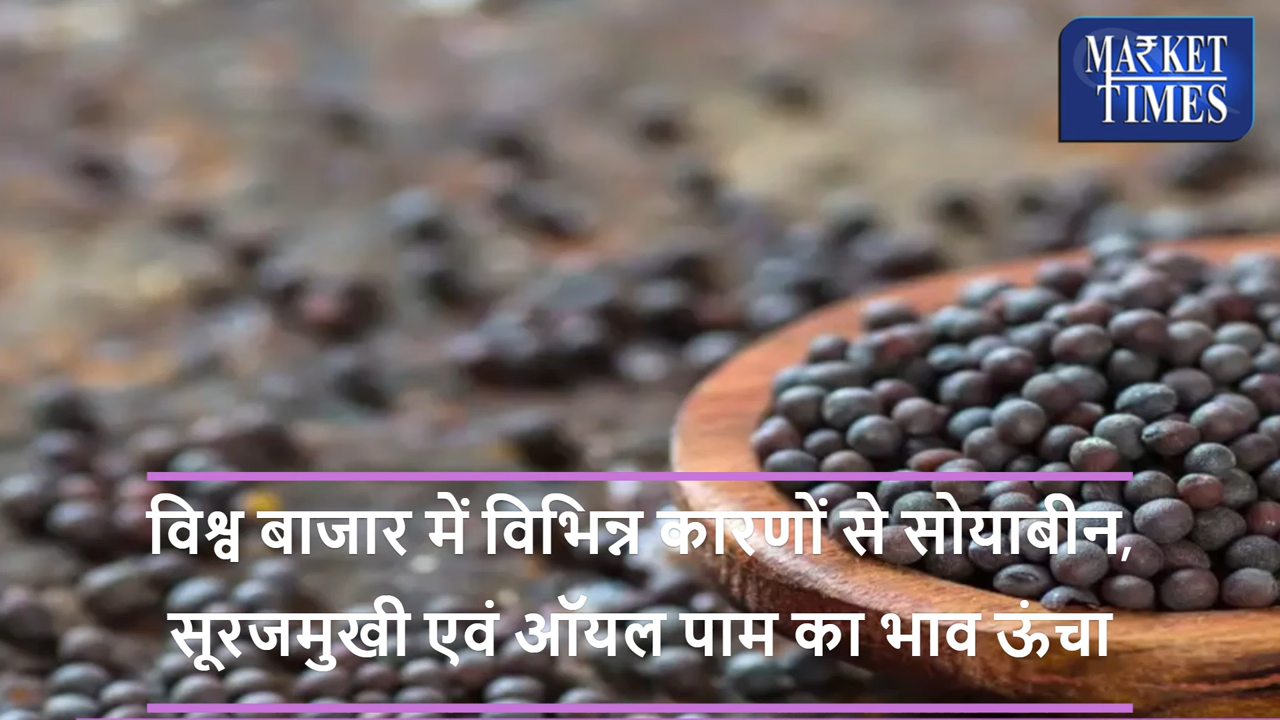 MA₹KET
TIMES
विश्व बाजार में विभिन्न कारणों से सोयाबीन,
सूरजमुखी एवं ऑयल पाम का भाव ऊंचा